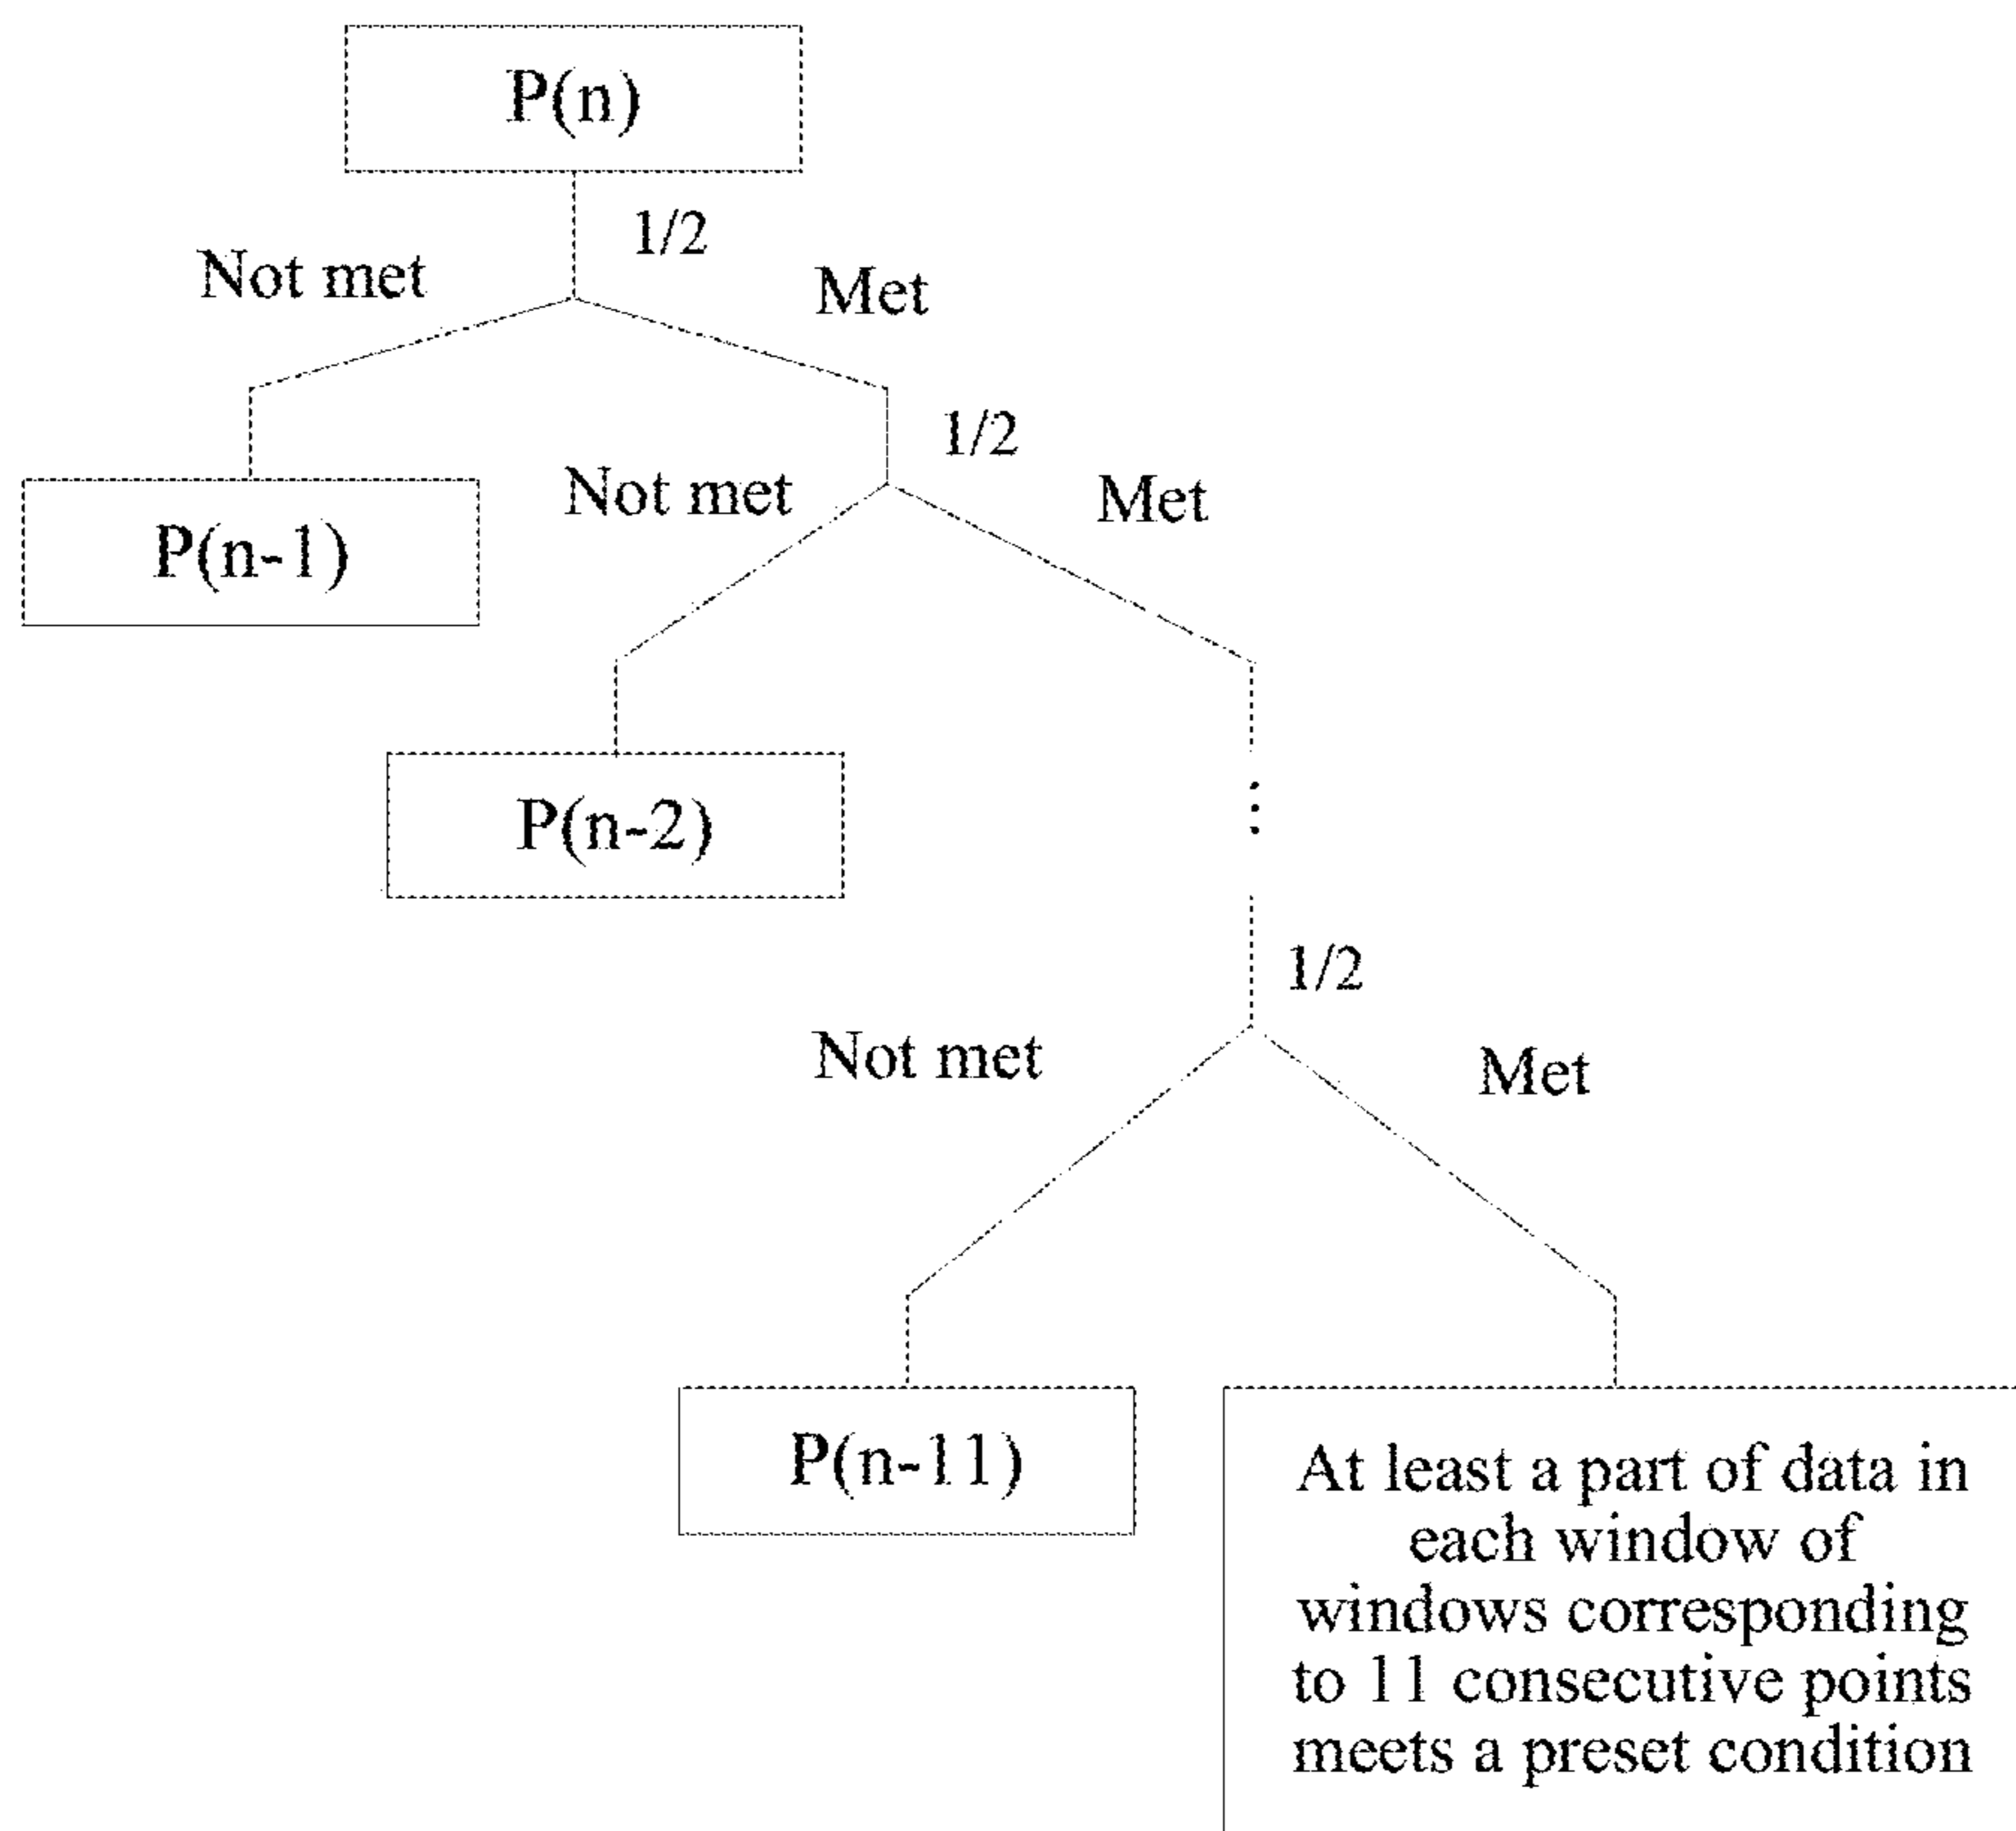 P(n)
1/2
Not met
Met
1/2
Not met
Met
P(n-1)
P(n-2)
⋮
1/2
Not met
Met
P(n-11)
At least a part of data in
each window of
windows corresponding
to 11 consecutive points
meets a preset condition